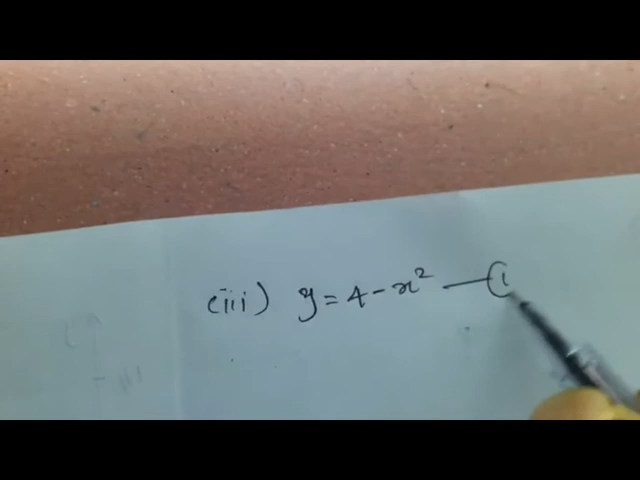 (iii) y = 4 - x² —(1